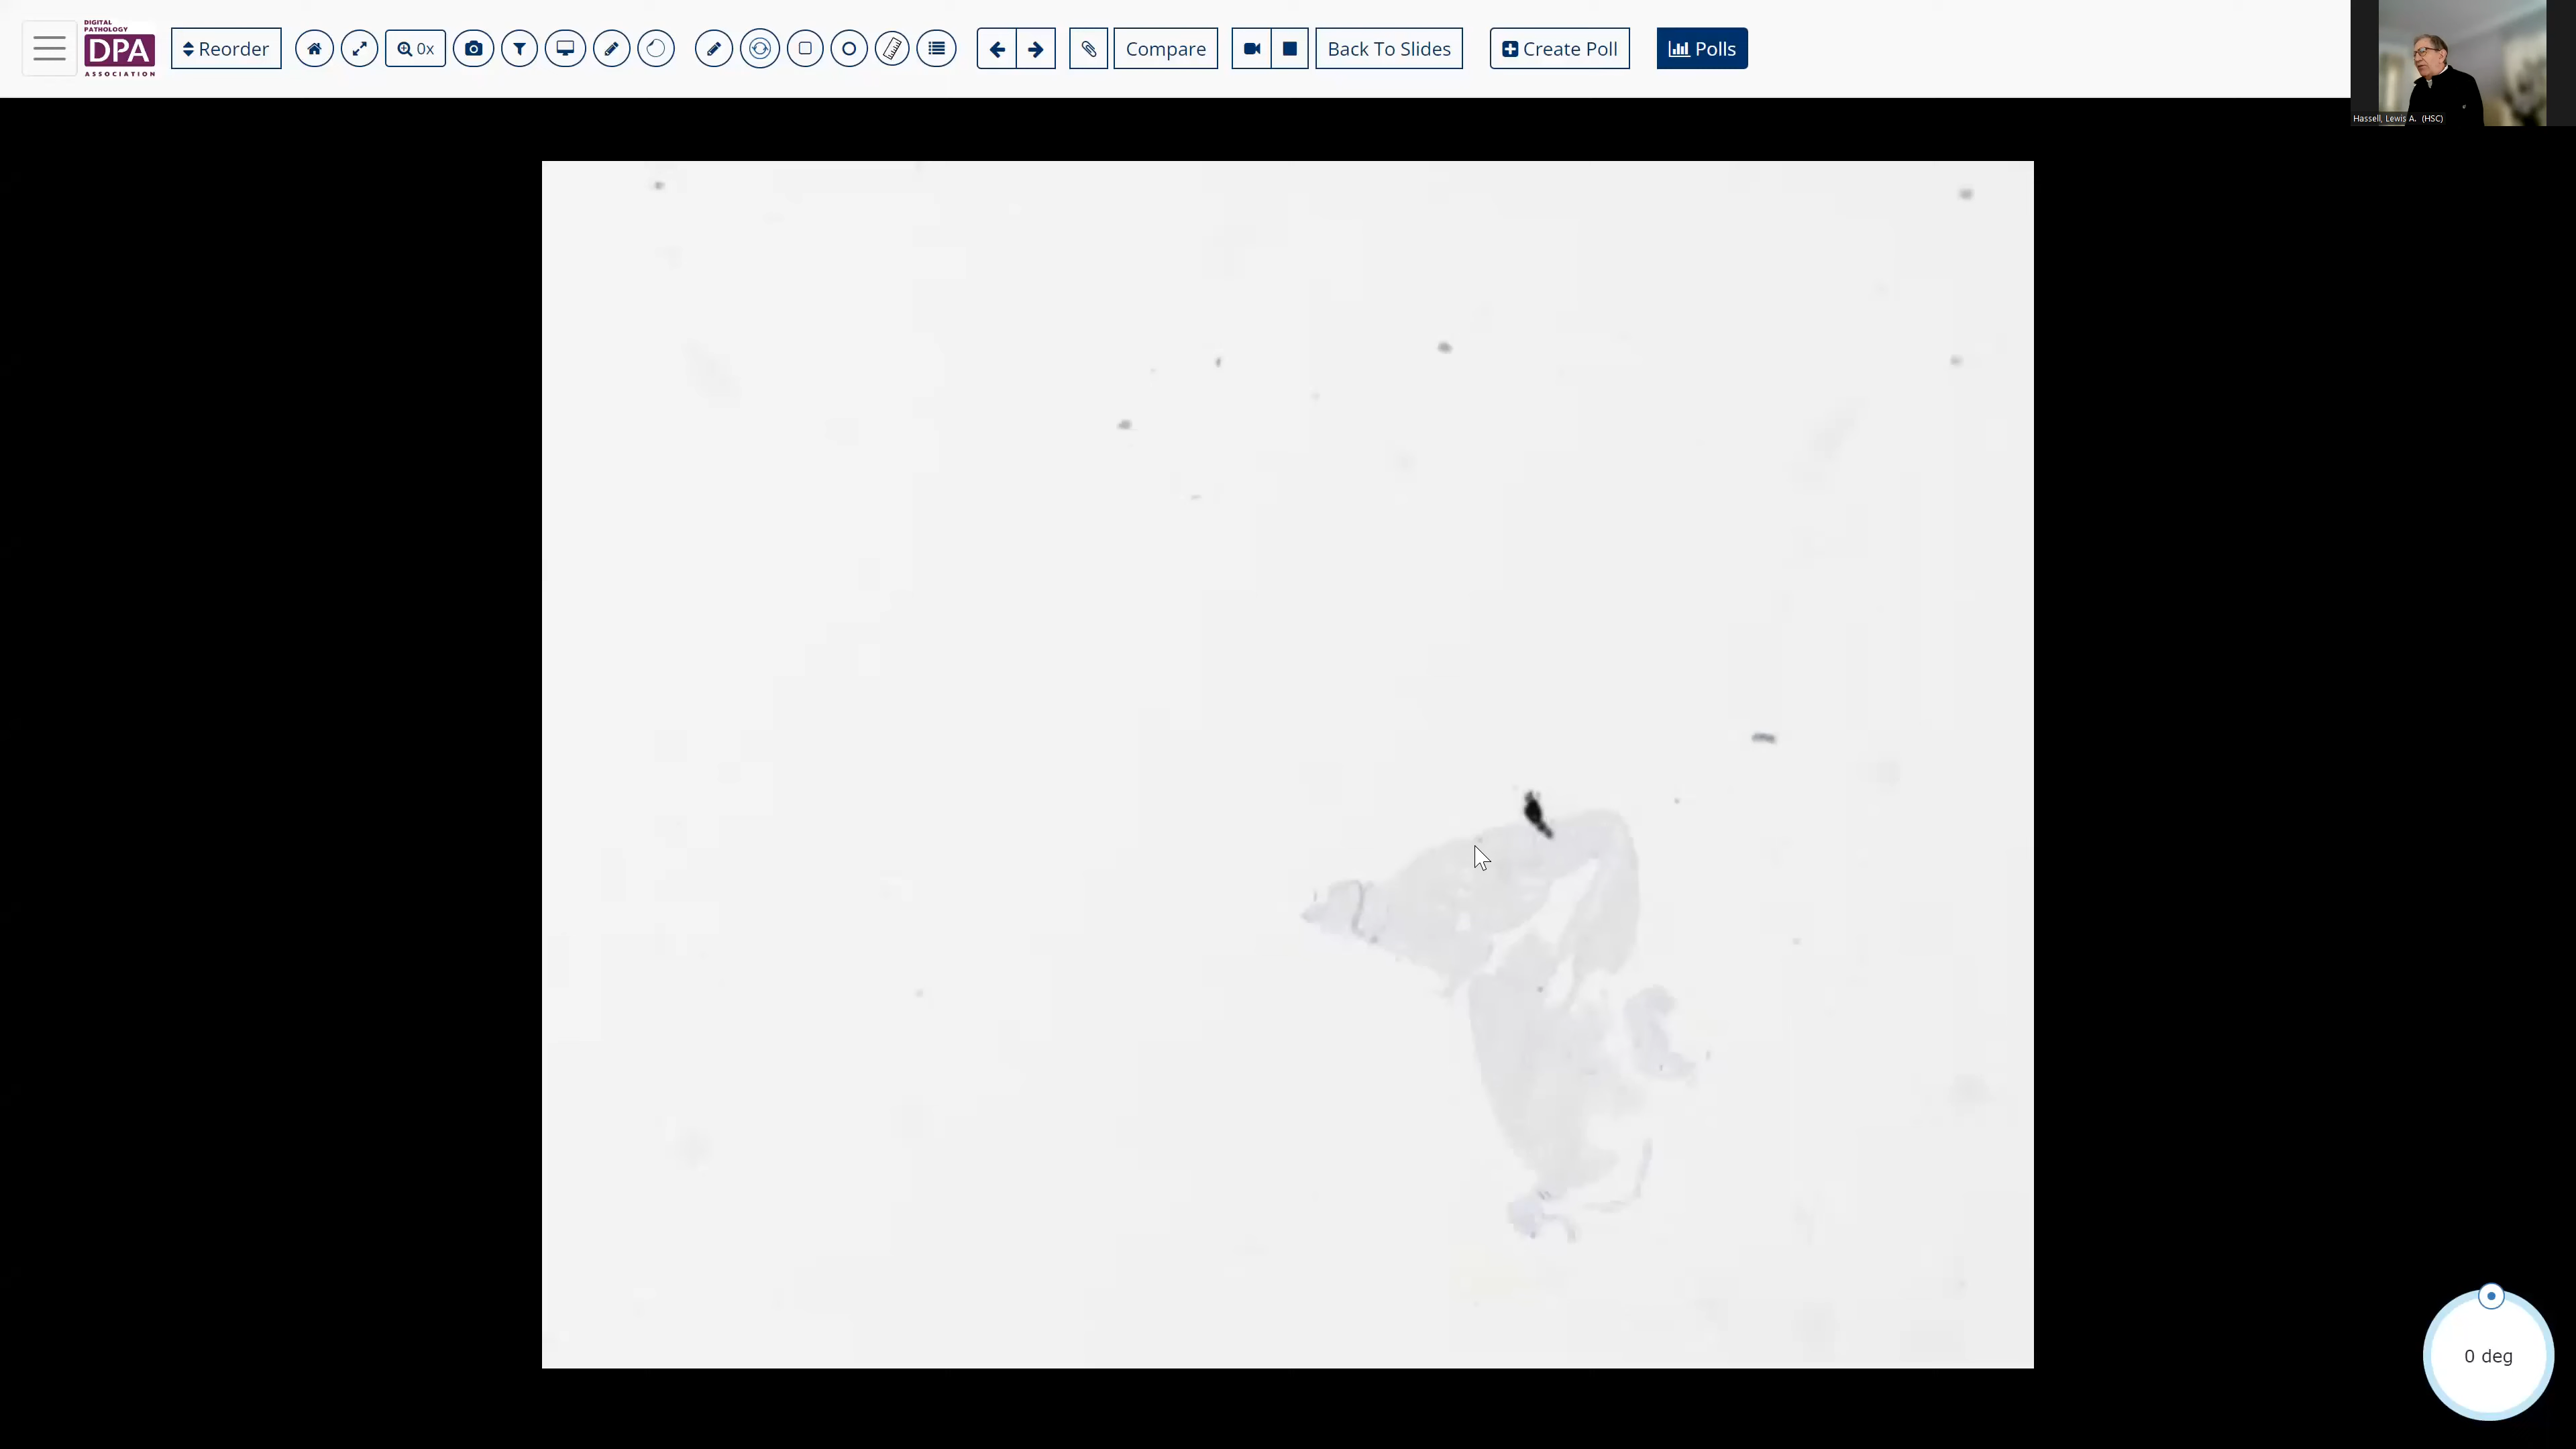 DIGITAL
PATHOLOGY
DPA
ASSOCIATION
Reorder
0x
Compare
Back To Slides
Create Poll
Polls
Hassell, Lewis A. (HSC)
0 deg